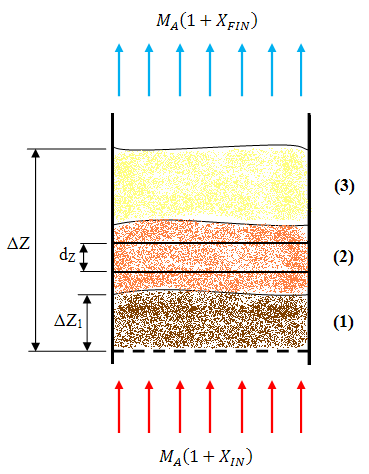 M_A(1 + X_FIN)
(3)
ΔZ
d_Z
(2)
ΔZ_1
(1)
M_A(1 + X_IN)